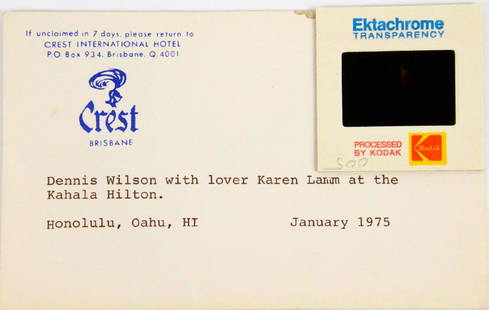 If unclaimed in 7 days, please return to
CREST INTERNATIONAL HOTEL
P.O. Box 934, Brisbane, Q.4001
Crest
BRISBANE
Ektachrome
TRANSPARENCY
PROCESSED
BY KODAK
Kodak
500
Dennis Wilson with lover Karen Lamm at the
Kahala Hilton.
Honolulu, Oahu, HI January 1975